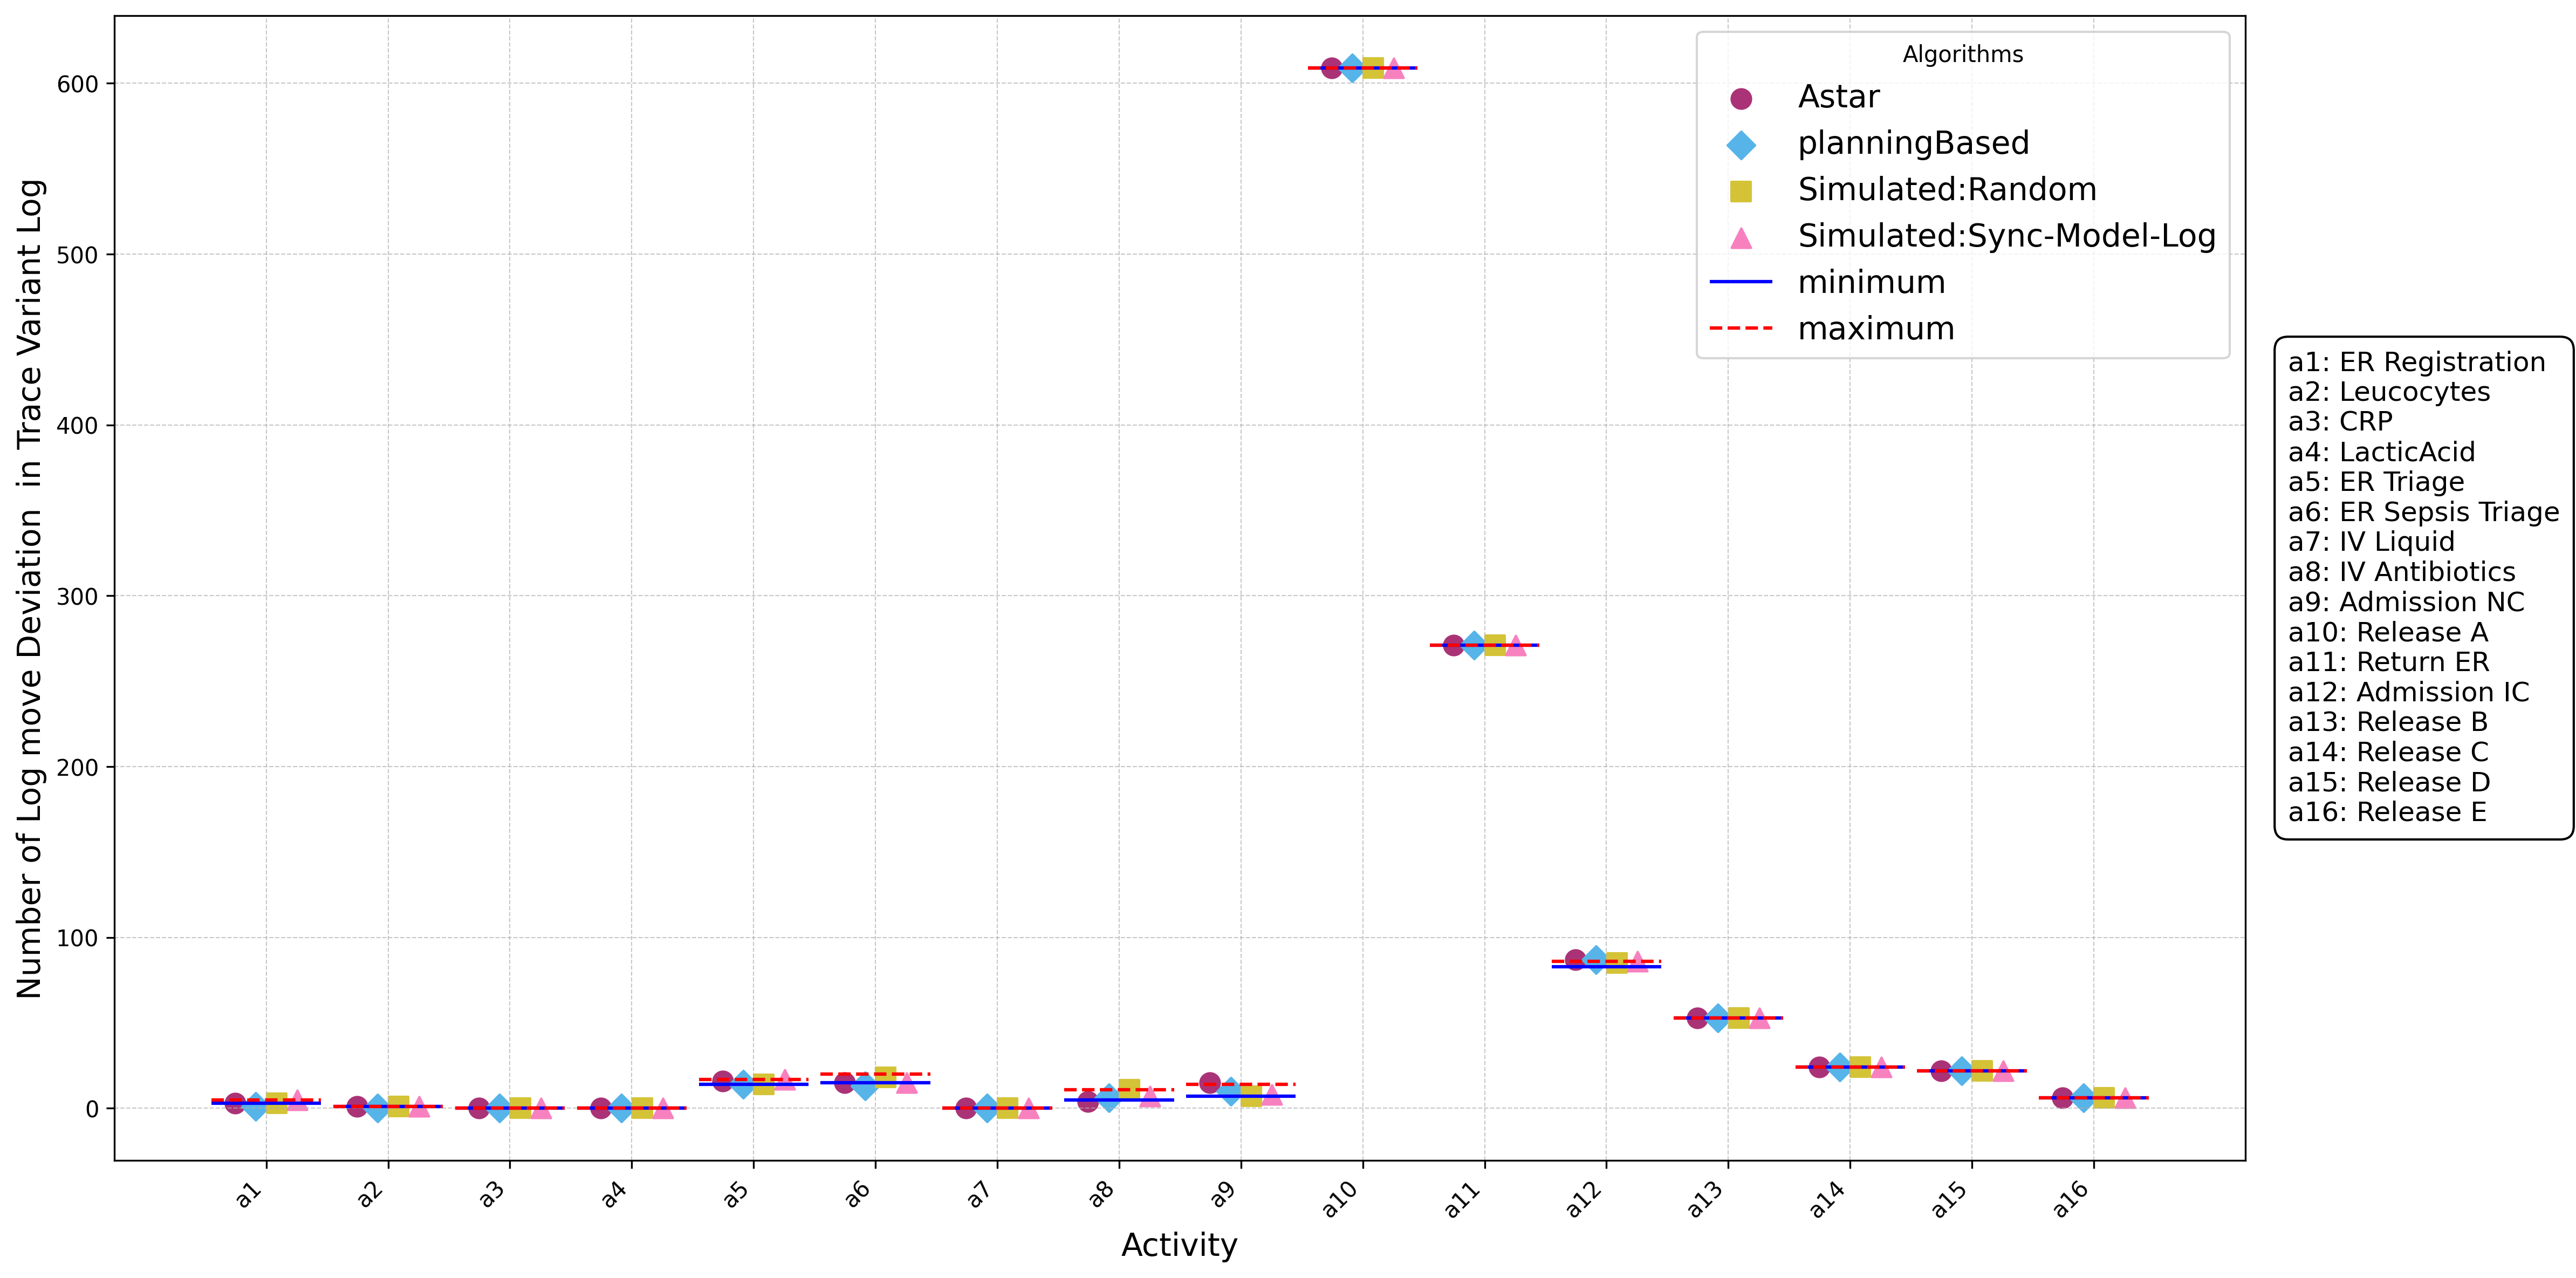 Number of Log move Deviation  in Trace Variant Log
600
500
400
300
200
100
0
a1
a2
a3
a4
a5
a6
a7
a8
a9
a10
a11
a12
a13
a14
a15
a16
Activity
Algorithms
Astar
planningBased
Simulated:Random
Simulated:Sync-Model-Log
minimum
maximum
a1: ER Registration
a2: Leucocytes
a3: CRP
a4: LacticAcid
a5: ER Triage
a6: ER Sepsis Triage
a7: IV Liquid
a8: IV Antibiotics
a9: Admission NC
a10: Release A
a11: Return ER
a12: Admission IC
a13: Release B
a14: Release C
a15: Release D
a16: Release E